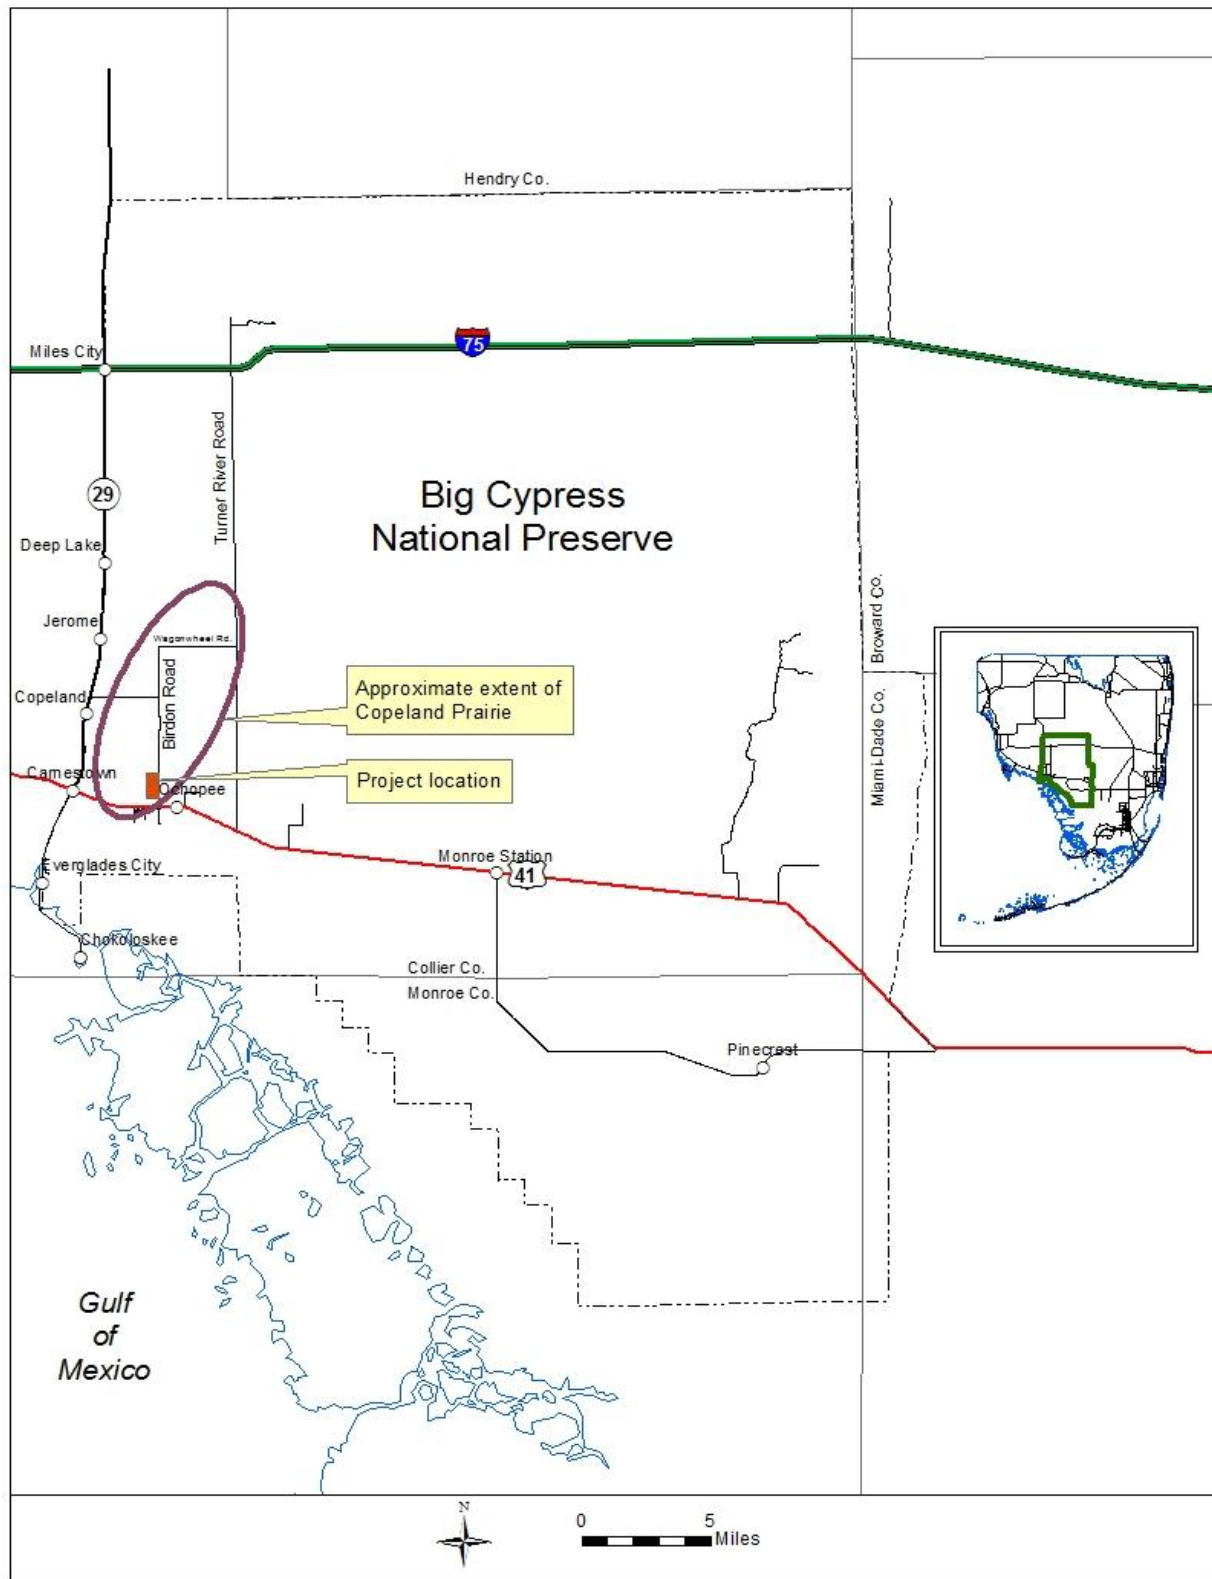 Hendry Co.
Miles City
75
Turner River Road
29
Big Cypress
National Preserve
Deep Lake
Jerome
Wagonwheel Rd.
Broward Co.
Copeland
Birdon Road
Approximate extent of
Copeland Prairie
Miami-Dade Co.
Carnestown
Project location
Ochopee
Everglades City
Monroe Station
41
Chokoloskee
Collier Co.
Monroe Co.
Pinecrest
Gulf
of
Mexico
N
0 5
Miles